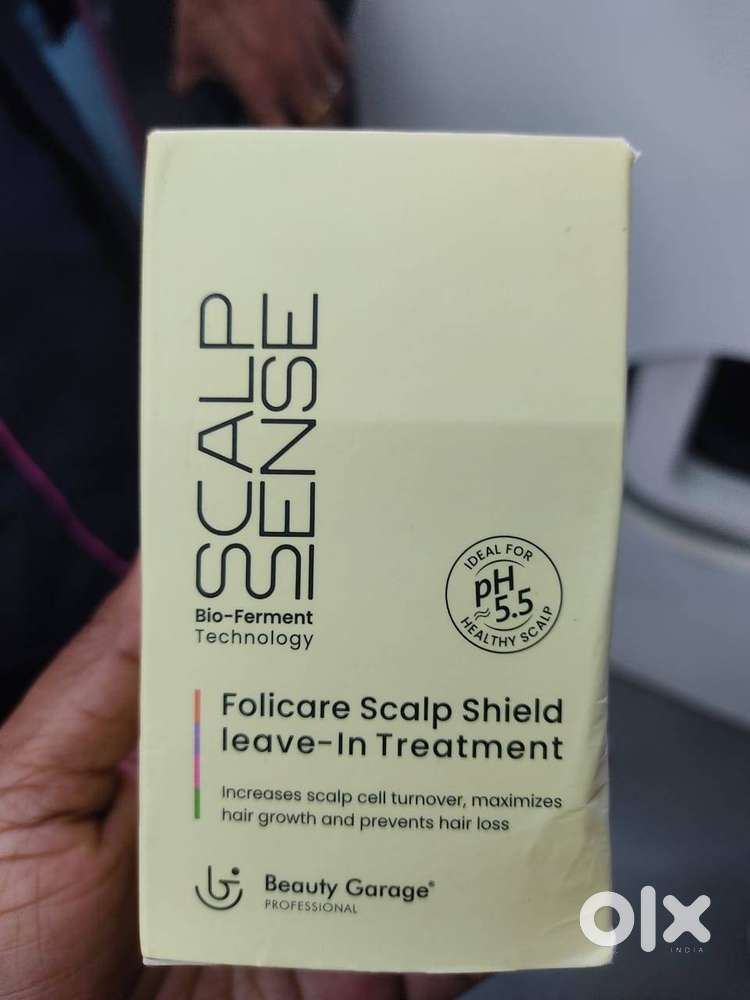 SCALP
SENSE
Bio-Ferment
Technology
IDEAL FOR
pH
≈ 5.5
HEALTHY SCALP
Folicare Scalp Shield
leave-In Treatment
Increases scalp cell turnover, maximizes
hair growth and prevents hair loss
Beauty Garage®
PROFESSIONAL
olx
INDIA